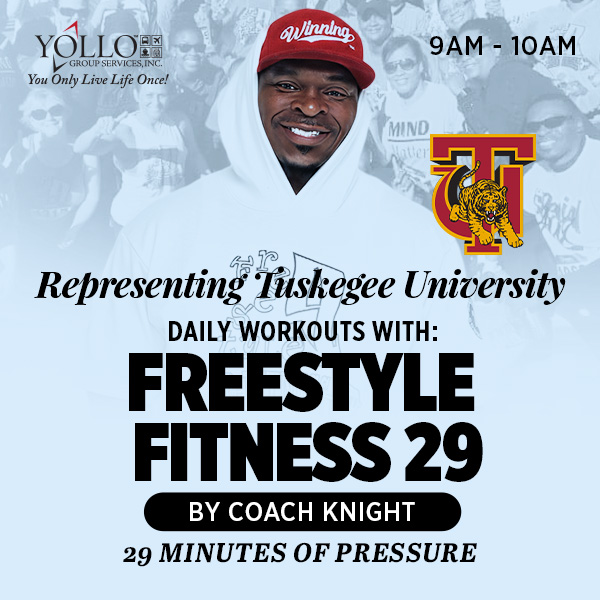 YOLLO
GROUP SERVICES, INC.
You Only Live Life Once!
9AM - 10AM
Winning
MIND
Representing Tuskegee University
DAILY WORKOUTS WITH:
FREESTYLE
FITNESS 29
BY COACH KNIGHT
29 MINUTES OF PRESSURE